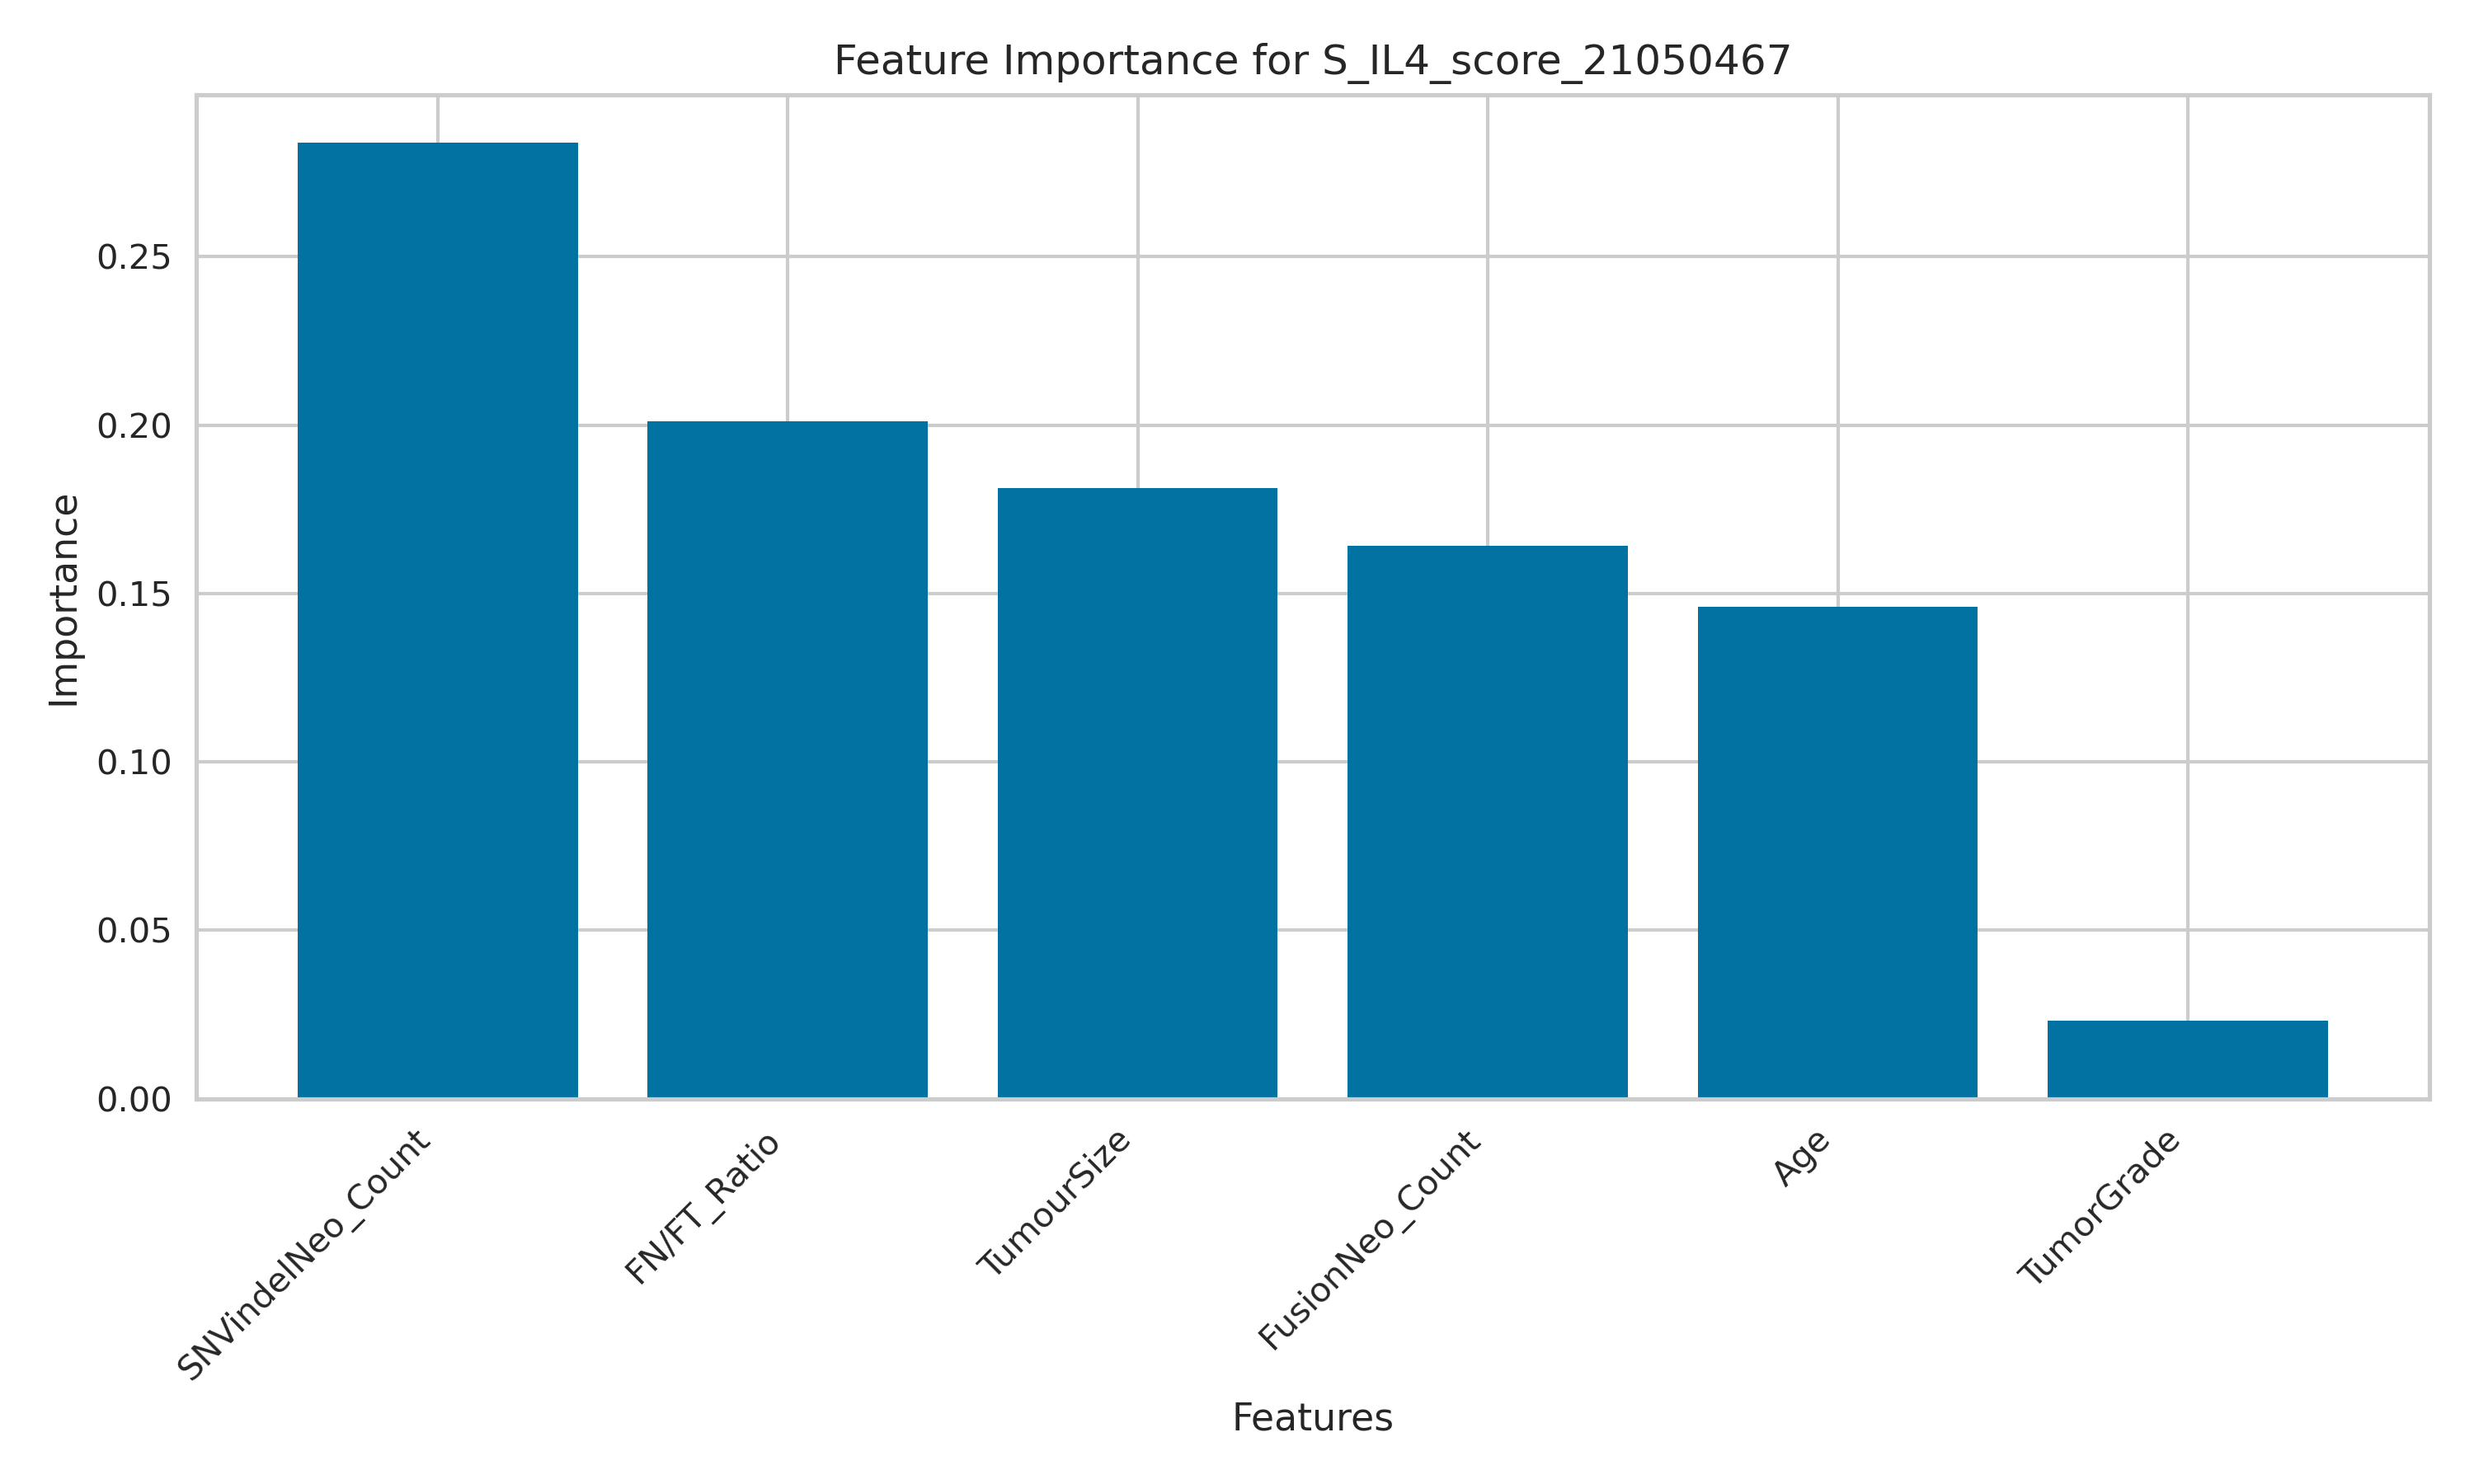 Feature Importance for S_IL4_score_21050467
Importance
0.25
0.20
0.15
0.10
0.05
0.00
SNVindelNeo_Count
FN/FT_Ratio
TumourSize
FusionNeo_Count
Age
TumorGrade
Features